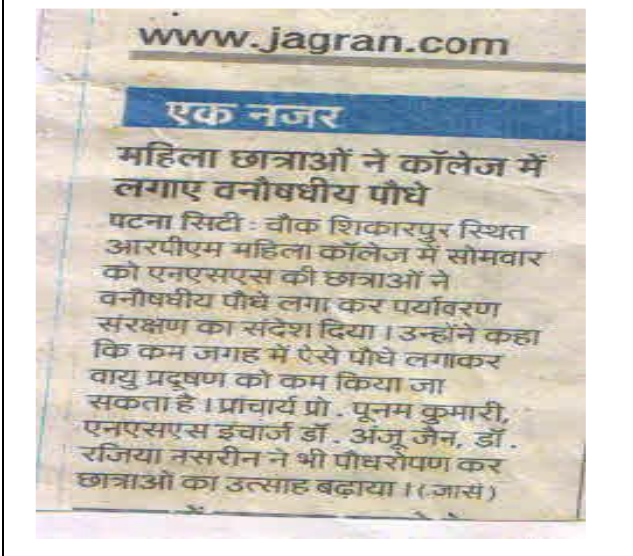 www.jagran.com
एक नजर
महिला छात्राओं ने कॉलेज में
लगाए वनौषधीय पौधे
पटना सिटी : चौक शिकारपुर स्थित
आरपीएम महिला कॉलेज में सोमवार
को एनएसएस की छात्राओं ने
वनौषधीय पौधे लगा कर पर्यावरण
संरक्षण का संदेश दिया । उन्होंने कहा
कि कम जगह में ऐसे पौधे लगाकर
वायु प्रदूषण को कम किया जा
सकता है । प्राचार्य प्रो . पूनम कुमारी,
एनएसएस इंचार्ज डॉ . अंजू जैन, डॉ .
रजिया नसरीन ने भी पौधरोपण कर
छात्राओं का उत्साह बढ़ाया । (जासं)